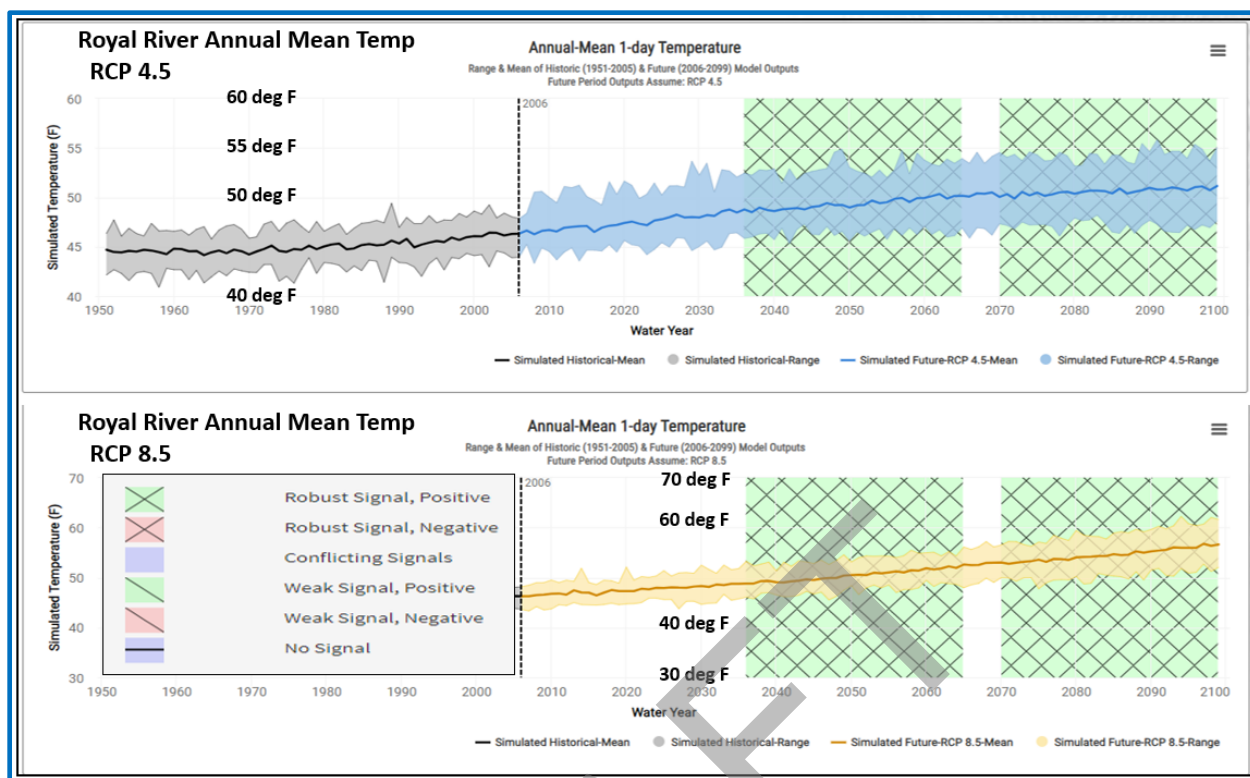 Royal River Annual Mean Temp
RCP 4.5
Annual-Mean 1-day Temperature
Range & Mean of Historic (1951-2005) & Future (2006-2099) Model Outputs
Future Period Outputs Assume: RCP 4.5
Simulated Temperature (F)
60
55
50
45
40
60 deg F
55 deg F
50 deg F
40 deg F
2006
1950 1960 1970 1980 1990 2000 2010 2020 2030 2040 2050 2060 2070 2080 2090 2100
Water Year
Simulated Historical-Mean Simulated Historical-Range Simulated Future-RCP 4.5-Mean Simulated Future-RCP 4.5-Range
Royal River Annual Mean Temp
RCP 8.5
Annual-Mean 1-day Temperature
Range & Mean of Historic (1951-2005) & Future (2006-2099) Model Outputs
Future Period Outputs Assume: RCP 8.5
Simulated Temperature (F)
70
60
50
40
30
Robust Signal, Positive
Robust Signal, Negative
Conflicting Signals
Weak Signal, Positive
Weak Signal, Negative
No Signal
2006
70 deg F
60 deg F
40 deg F
30 deg F
1950 1960 1970 1980 1990 2000 2010 2020 2030 2040 2050 2060 2070 2080 2090 2100
Water Year
Simulated Historical-Mean Simulated Historical-Range Simulated Future-RCP 8.5-Mean Simulated Future-RCP 8.5-Range